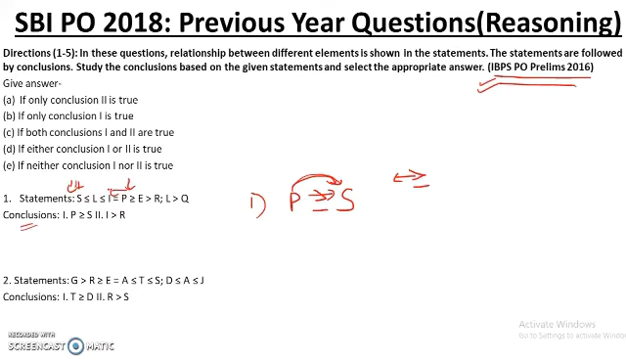 SBI PO 2018: Previous Year Questions(Reasoning)
Directions (1-5): In these questions, relationship between different elements is shown in the statements. The statements are followed
by conclusions. Study the conclusions based on the given statements and select the appropriate answer. (IBPS PO Prelims 2016)
Give answer-
(a) If only conclusion II is true
(b) If only conclusion I is true
(c) If both conclusions I and II are true
(d) If either conclusion I or II is true
(e) If neither conclusion I nor II is true
1. Statements: S ≤ L ≤ I = P ≥ E > R; L > Q
Conclusions: I. P ≥ S II. I > R
1) P S
2. Statements: G > R ≥ E = A ≤ T ≤ S; D ≤ A ≤ J
Conclusions: I. T ≥ D II. R > S
Activate Windows
Go to Settings to activate Windows
RECORDED WITH
SCREENCAST MATIC